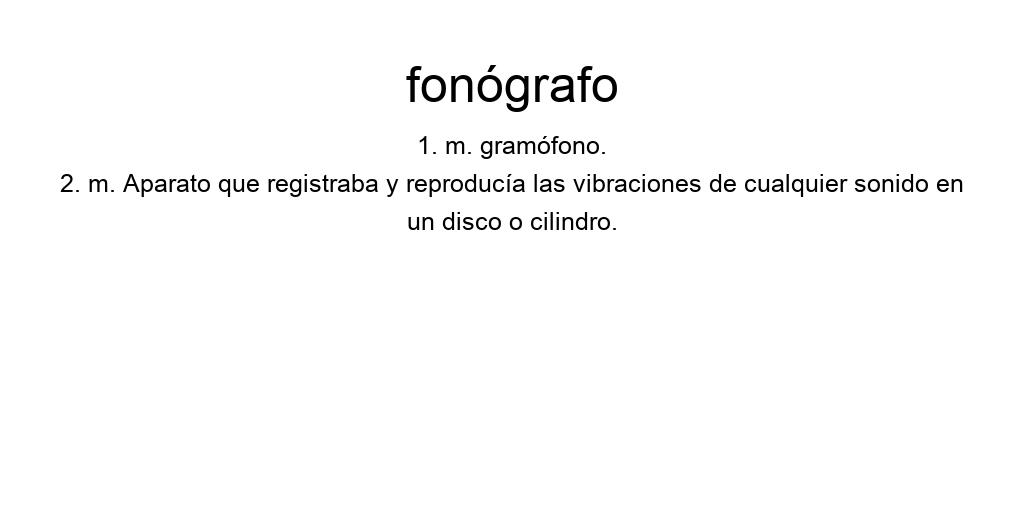 fonógrafo
1. m. gramófono.
2. m. Aparato que registraba y reproducía las vibraciones de cualquier sonido en
un disco o cilindro.